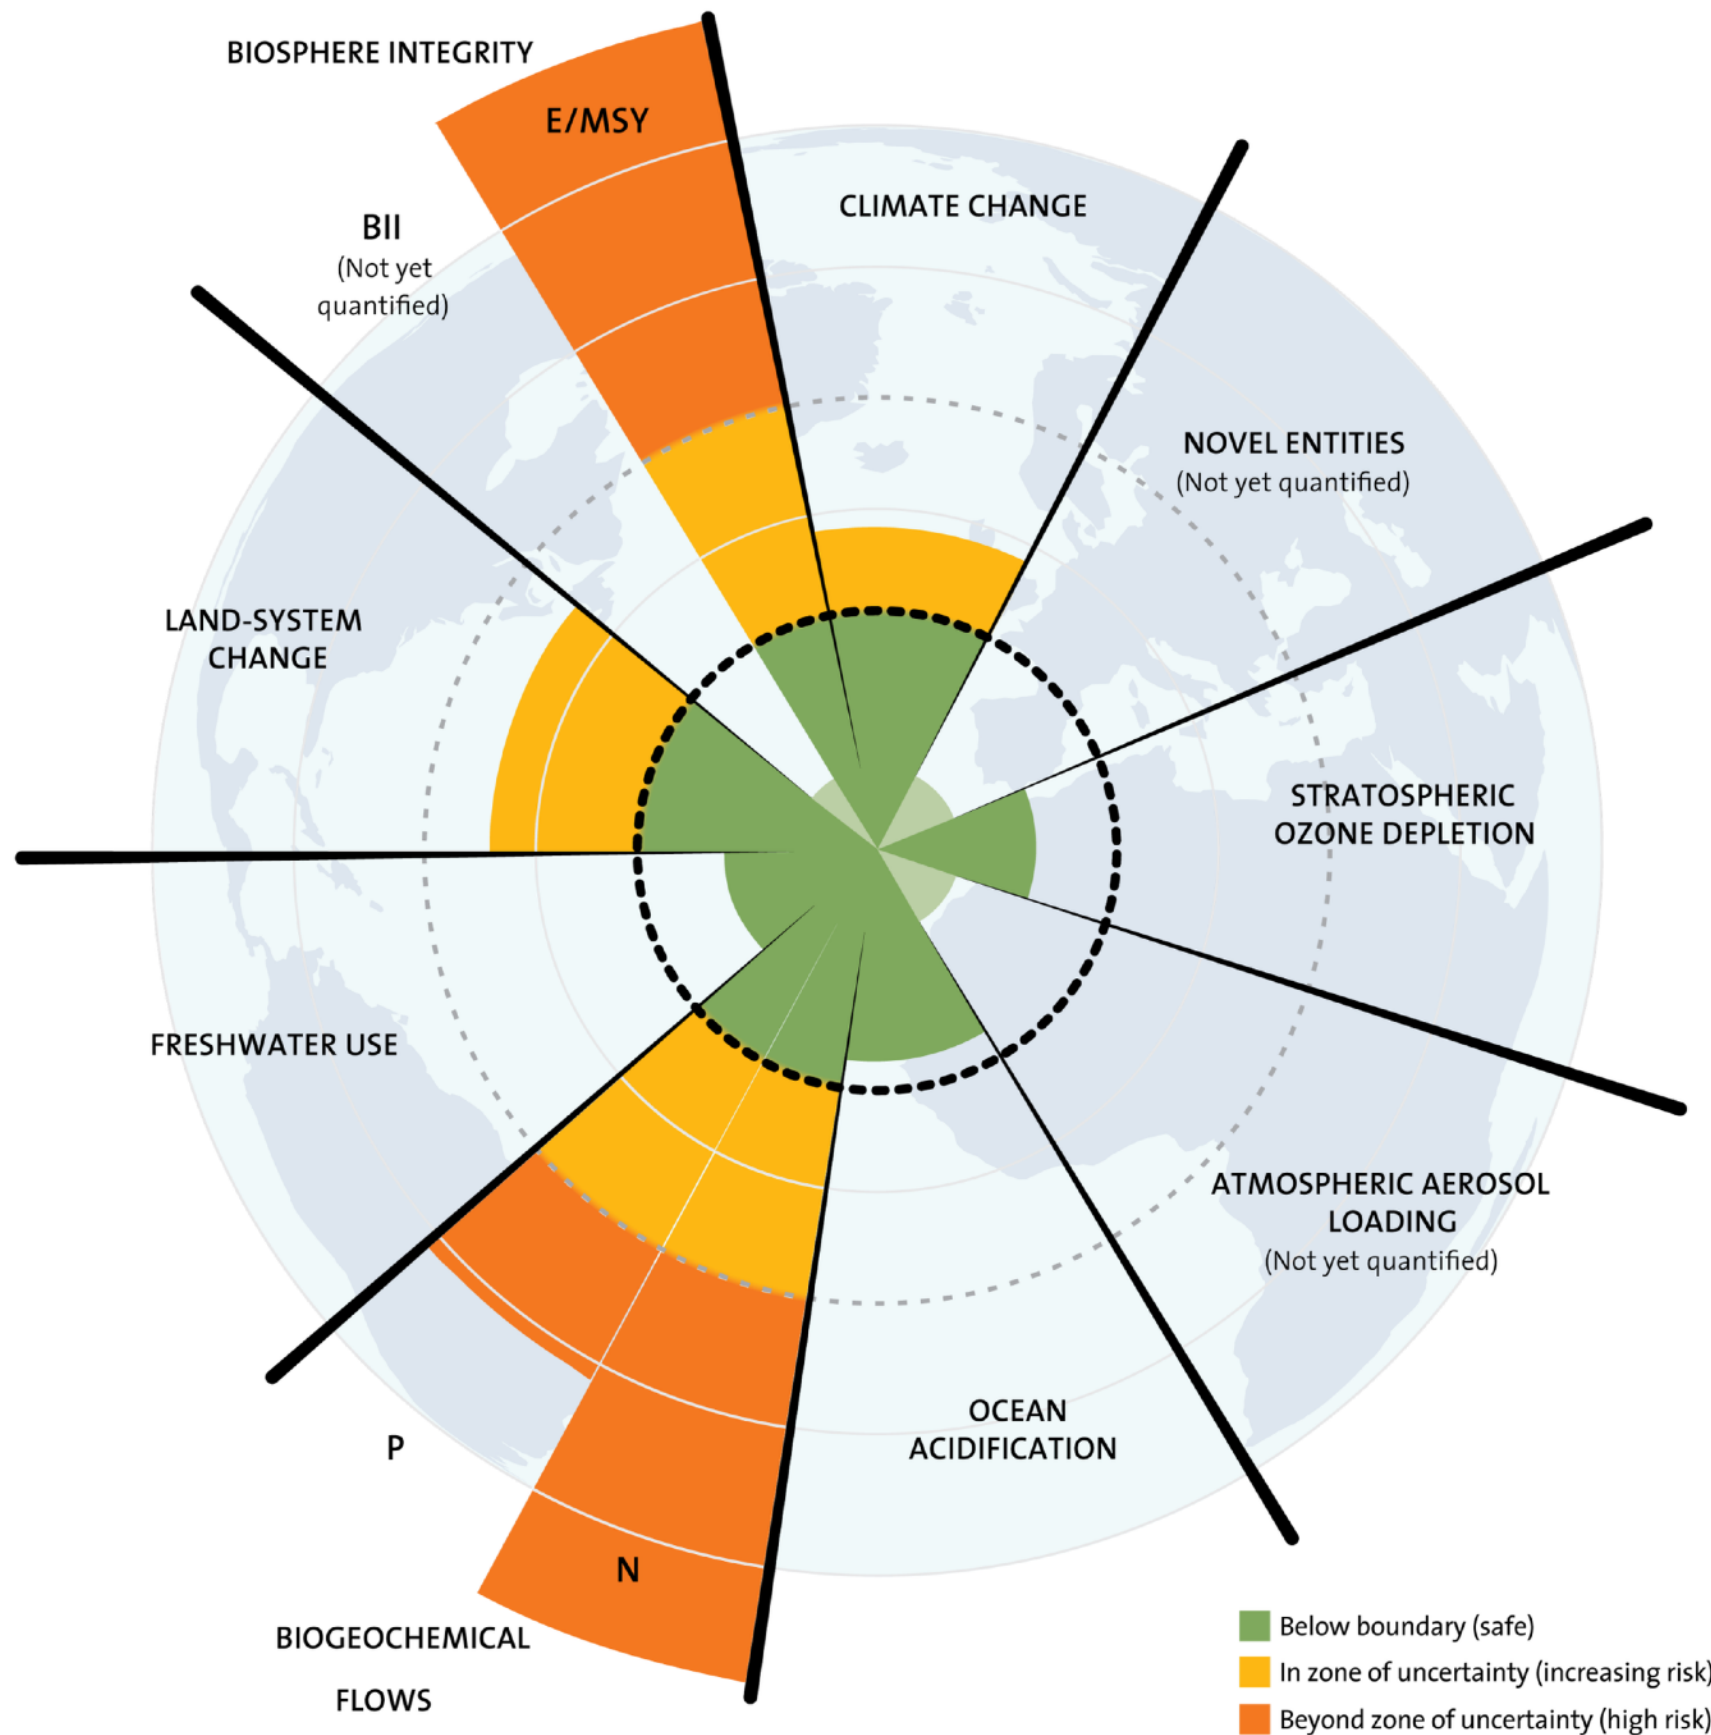 BIOSPHERE INTEGRITY
E/MSY
BII
(Not yet
quantified)
CLIMATE CHANGE
NOVEL ENTITIES
(Not yet quantified)
LAND-SYSTEM
CHANGE
STRATOSPHERIC
OZONE DEPLETION
FRESHWATER USE
ATMOSPHERIC AEROSOL
LOADING
(Not yet quantified)
OCEAN
ACIDIFICATION
P
N
BIOGEOCHEMICAL
FLOWS
Below boundary (safe)
In zone of uncertainty (increasing risk)
Beyond zone of uncertainty (high risk)